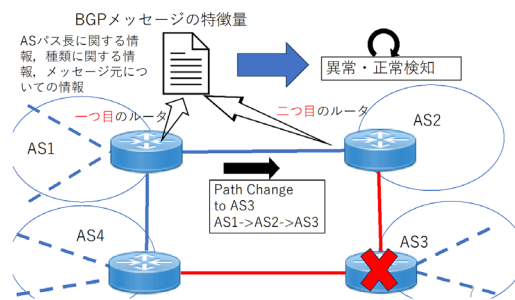 BGPメッセージの特徴量
ASパス長に関する情
報，種類に関する情
報，メッセージ元につ
いての情報
異常・正常検知
一つ目のルータ
二つ目のルータ
AS1
AS2
Path Change
to AS3
AS1->AS2->AS3
AS4
AS3